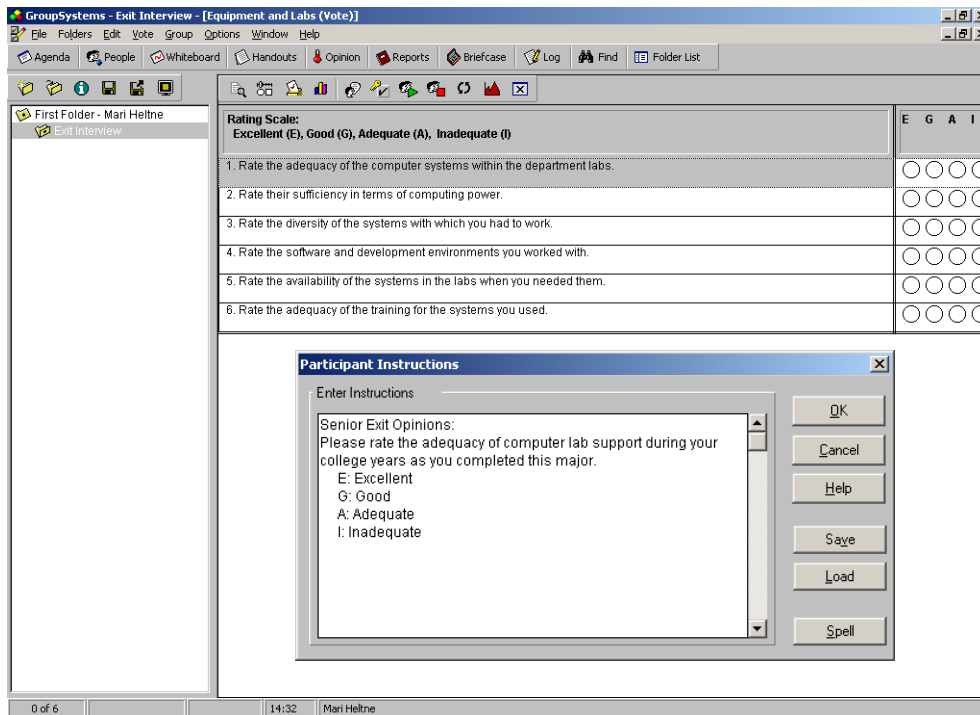 GroupSystems - Exit Interview - [Equipment and Labs (Vote)]
File Folders Edit Vote Group Options Window Help
Agenda People Whiteboard Handouts Opinion Reports Briefcase Log Find Folder List
First Folder - Mari Heltne
Exit Interview
Rating Scale:
Excellent (E), Good (G), Adequate (A), Inadequate (I)
E G A I
1. Rate the adequacy of the computer systems within the department labs.
2. Rate their sufficiency in terms of computing power.
3. Rate the diversity of the systems with which you had to work.
4. Rate the software and development environments you worked with.
5. Rate the availability of the systems in the labs when you needed them.
6. Rate the adequacy of the training for the systems you used.
Participant Instructions
Enter Instructions
Senior Exit Opinions:
Please rate the adequacy of computer lab support during your
college years as you completed this major.
E: Excellent
G: Good
A: Adequate
I: Inadequate
OK
Cancel
Help
Save
Load
Spell
0 of 6 14:32 Mari Heltne